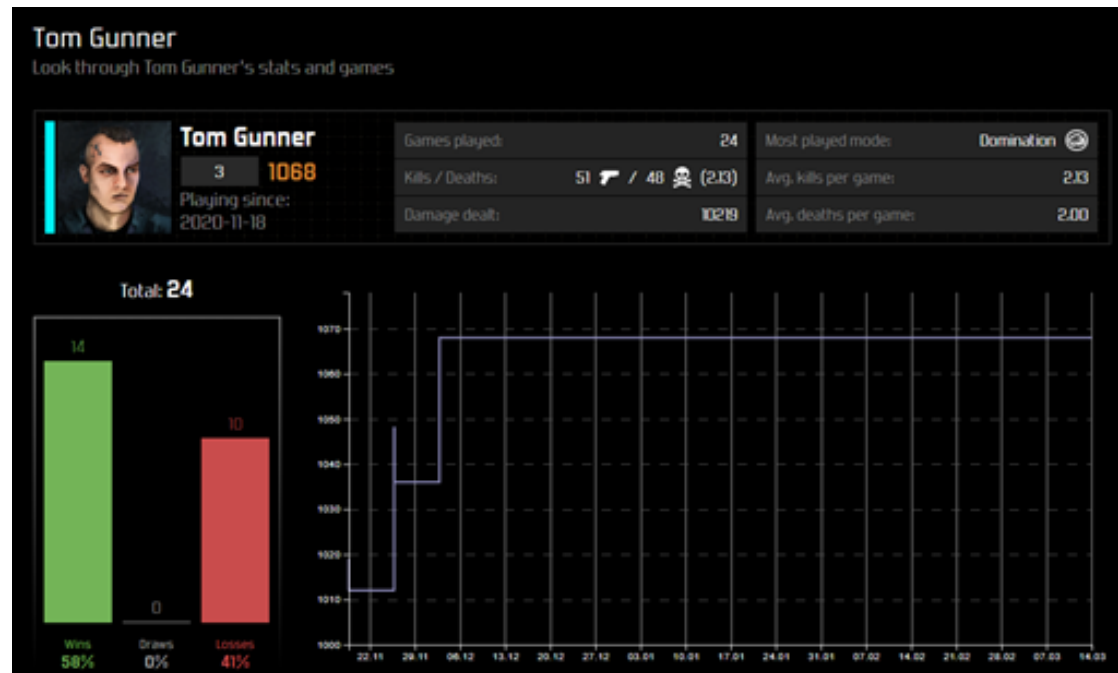 Tom Gunner
Look through Tom Gunner's stats and games
Tom Gunner
3 1068
Playing since:
2020-11-18
Games played: 24
Kills / Deaths: 51 / 48 (2.13)
Damage dealt: 10219
Most played mode: Domination
Avg. kills per game: 2.13
Avg. deaths per game: 2.00
Total: 24
14
10
0
Wins Draws Losses
58% 0% 41%
1070
1060
1050
1040
1030
1020
1010
1000
22.11 29.11 06.12 13.12 20.12 27.12 03.01 10.01 17.01 24.01 31.01 07.02 14.02 21.02 28.02 07.03 14.03